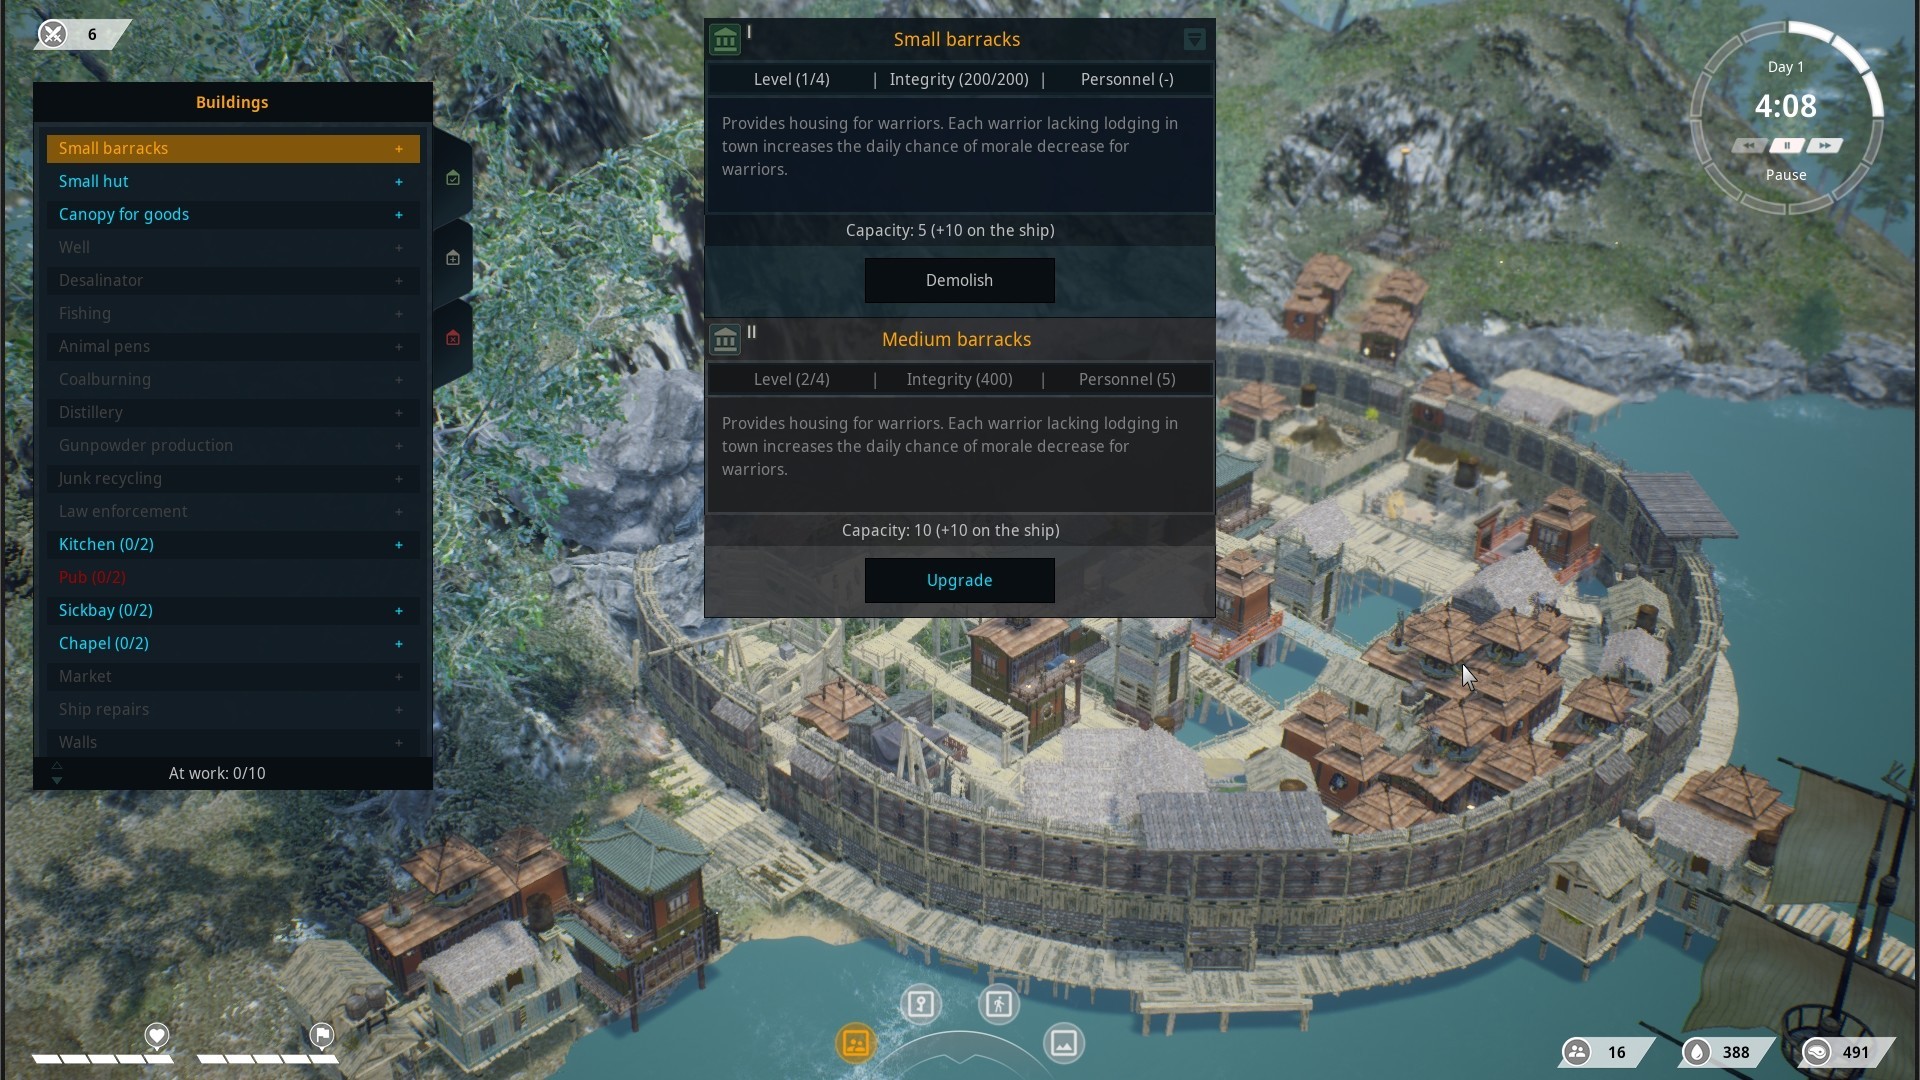 6
Buildings
Small barracks +
Small hut +
Canopy for goods +
Well +
Desalinator +
Fishing +
Animal pens +
Coalburning +
Distillery +
Gunpowder production +
Junk recycling +
Law enforcement +
Kitchen (0/2) +
Pub (0/2)
Sickbay (0/2) +
Chapel (0/2) +
Market +
Ship repairs +
Walls +
At work: 0/10
I
Small barracks
Level (1/4) | Integrity (200/200) | Personnel (-)
Provides housing for warriors. Each warrior lacking lodging in
town increases the daily chance of morale decrease for
warriors.
Capacity: 5 (+10 on the ship)
Demolish
II
Medium barracks
Level (2/4) | Integrity (400) | Personnel (5)
Provides housing for warriors. Each warrior lacking lodging in
town increases the daily chance of morale decrease for
warriors.
Capacity: 10 (+10 on the ship)
Upgrade
Day 1
4:08
Pause
16
388
491